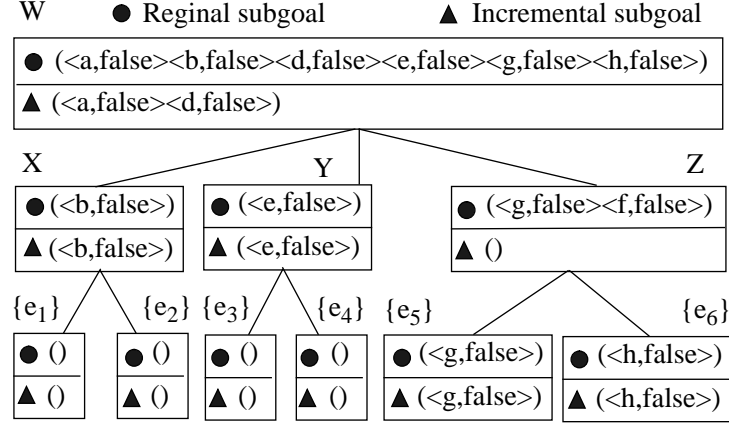 W ● Reginal subgoal ▲ Incremental subgoal
● (<a,false><b,false><d,false><e,false><g,false><h,false>)
▲ (<a,false><d,false>)
X Y Z
● (<b,false>) ● (<e,false>) ● (<g,false><f,false>)
▲ (<b,false>) ▲ (<e,false>) ▲ ()
{e1} {e2} {e3} {e4} {e5} {e6}
● () ● () ● () ● () ● (<g,false>) ● (<h,false>)
▲ () ▲ () ▲ () ▲ () ▲ (<g,false>) ▲ (<h,false>)